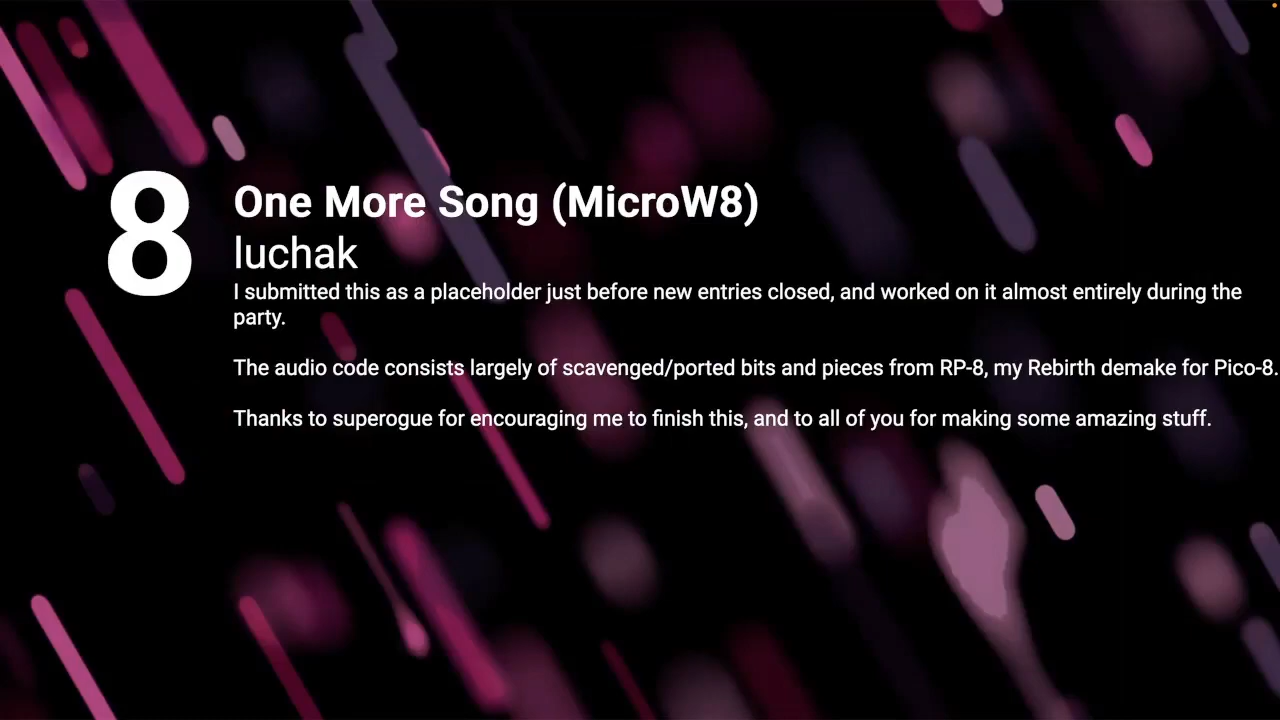 8
One More Song (MicroW8)
luchak
I submitted this as a placeholder just before new entries closed, and worked on it almost entirely during the
party.
The audio code consists largely of scavenged/ported bits and pieces from RP-8, my Rebirth demake for Pico-8.
Thanks to superogue for encouraging me to finish this, and to all of you for making some amazing stuff.